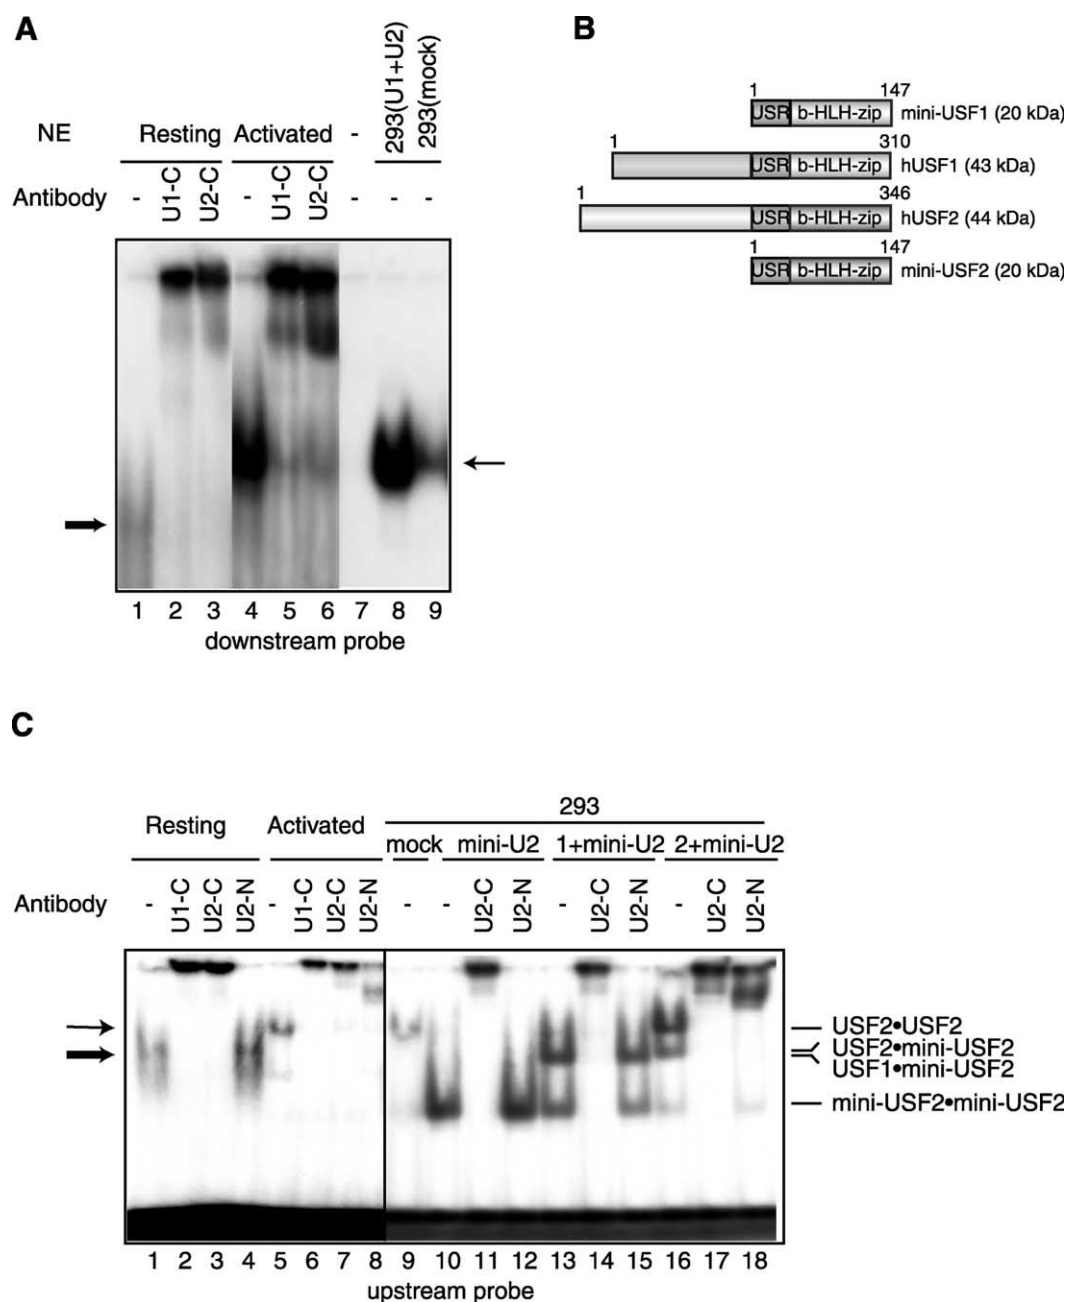 A
NE Resting Activated - 293(U1+U2) 293(mock)
Antibody - U1-C U2-C - U1-C U2-C - - -
1 2 3 4 5 6 7 8 9
downstream probe
B
1 147
USR b-HLH-zip mini-USF1 (20 kDa)
1 310
USR b-HLH-zip hUSF1 (43 kDa)
1 346
USR b-HLH-zip hUSF2 (44 kDa)
1 147
USR b-HLH-zip mini-USF2 (20 kDa)
C
293
Resting Activated mock mini-U2 1+mini-U2 2+mini-U2
Antibody - U1-C U2-C U2-N - U1-C U2-C U2-N - - U2-C U2-N - U2-C U2-N - U2-C U2-N
USF2•USF2
USF2•mini-USF2
USF1•mini-USF2
mini-USF2•mini-USF2
1 2 3 4 5 6 7 8 9 10 11 12 13 14 15 16 17 18
upstream probe